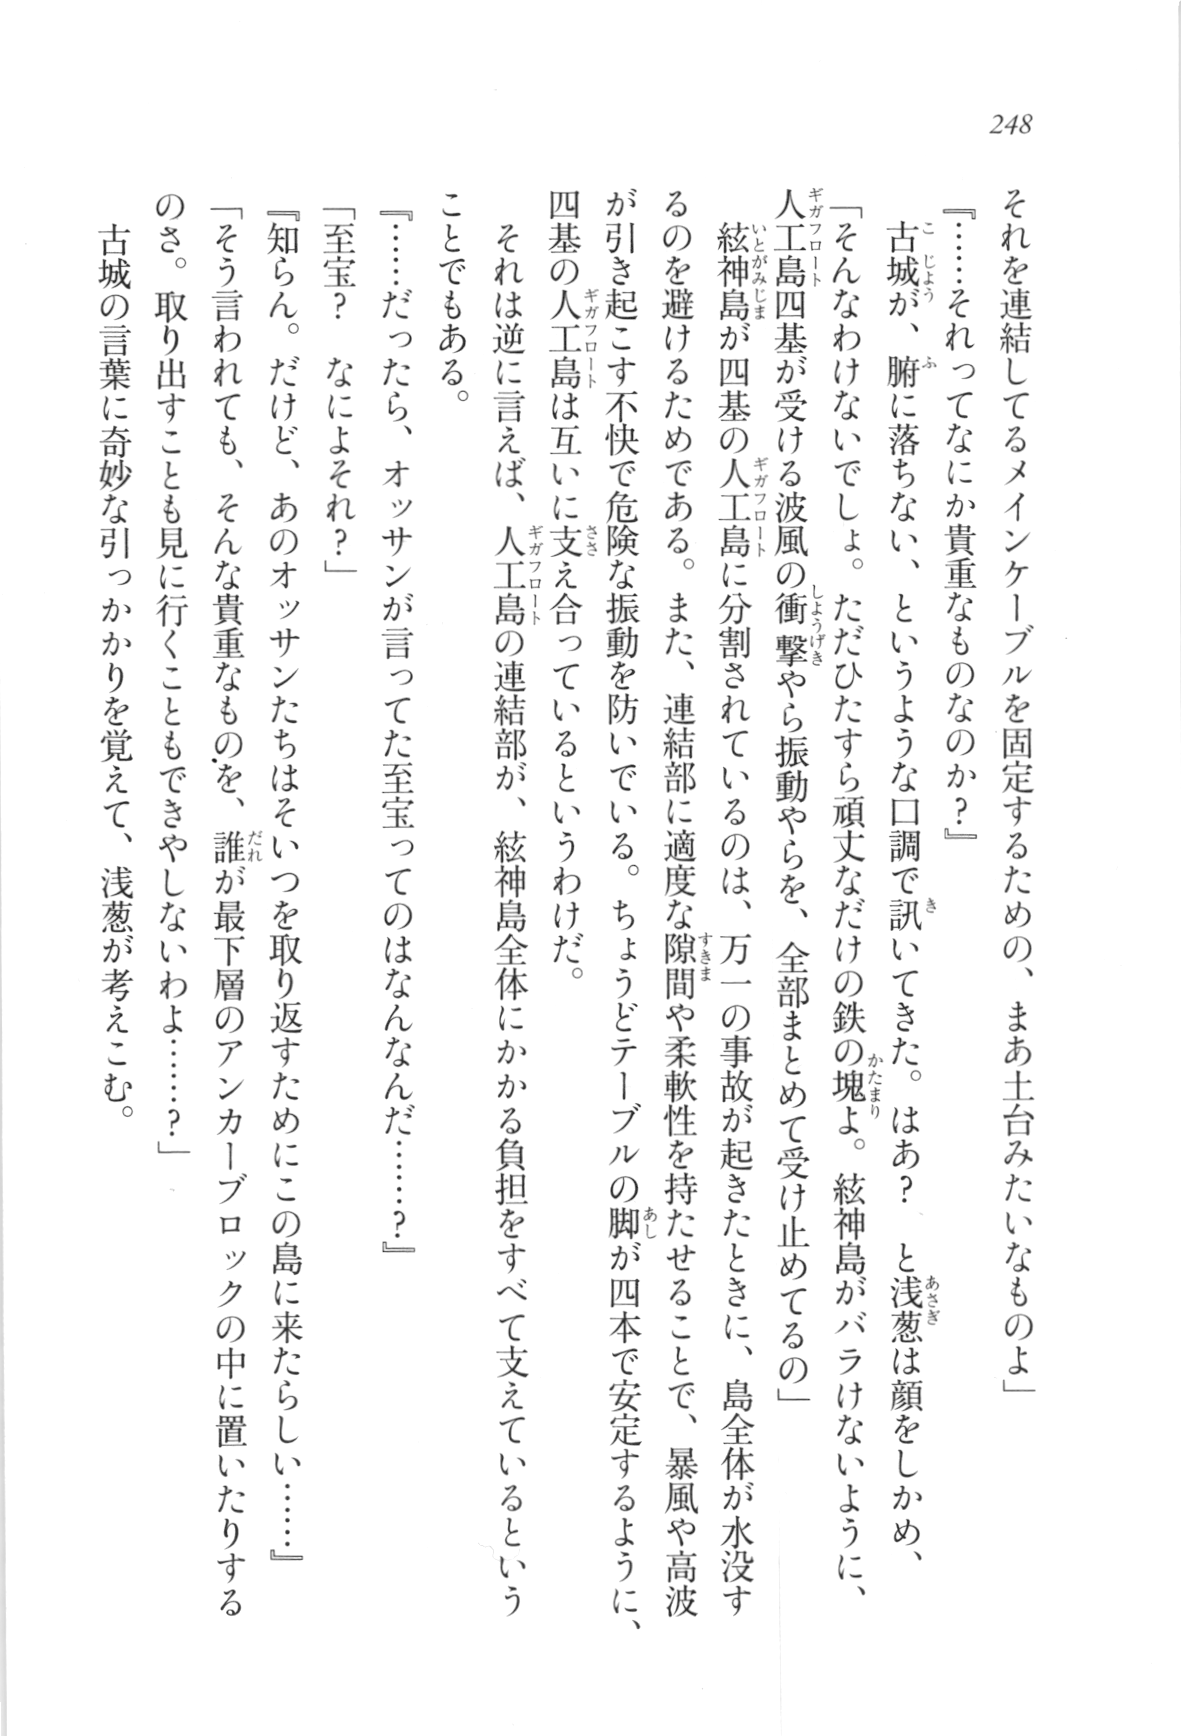 248
それを連結してるメインケーブルを固定するための、まあ土台みたいなものよ」
『……それってなにか貴重なものなのか？』
古城が、腑に落ちない、というような口調で訊いてきた。はあ？　と浅葱は顔をしかめ、
「そんなわけないでしょ。ただひたすら頑丈なだけの鉄の塊よ。絃神島がバラけないように、
人工島四基が受ける波風の衝撃やら振動やらを、全部まとめて受け止めてるの」
絃神島が四基の人工島に分割されているのは、万一の事故が起きたときに、島全体が水没す
るのを避けるためである。また、連結部に適度な隙間や柔軟性を持たせることで、暴風や高波
が引き起こす不快で危険な振動を防いでいる。ちょうどテーブルの脚が四本で安定するように、
四基の人工島は互いに支え合っているというわけだ。
それは逆に言えば、人工島の連結部が、絃神島全体にかかる負担をすべて支えているという
ことでもある。
『……だったら、オッサンが言ってた至宝ってのはなんなんだ……？』
「至宝？　なによそれ？」
『知らん。だけど、あのオッサンたちはそいつを取り返すためにこの島に来たらしい……』
「そう言われても、そんな貴重なものを、誰が最下層のアンカーブロックの中に置いたりする
のさ。取り出すことも見に行くこともできやしないわよ……？」
古城の言葉に奇妙な引っかかりを覚えて、浅葱が考えこむ。